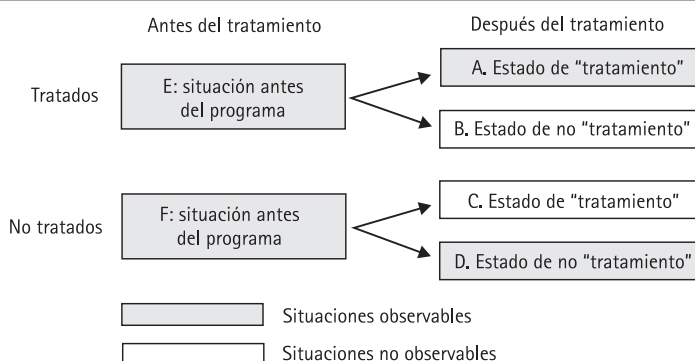 Antes del tratamiento
Después del tratamiento
Tratados
E: situación antes
del programa
A. Estado de "tratamiento"
B. Estado de no "tratamiento"
No tratados
F: situación antes
del programa
C. Estado de "tratamiento"
D. Estado de no "tratamiento"
Situaciones observables
Situaciones no observables